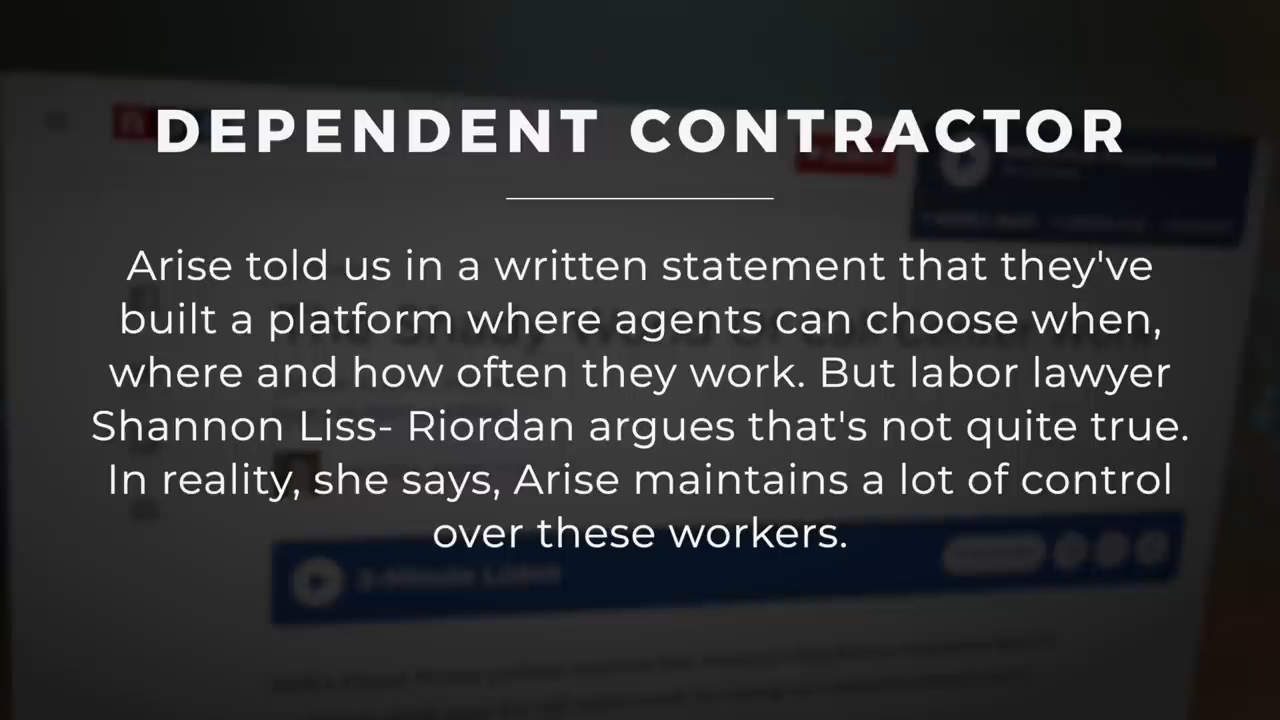 DEPENDENT CONTRACTOR
Arise told us in a written statement that they've
built a platform where agents can choose when,
where and how often they work. But labor lawyer
Shannon Liss- Riordan argues that's not quite true.
In reality, she says, Arise maintains a lot of control
over these workers.